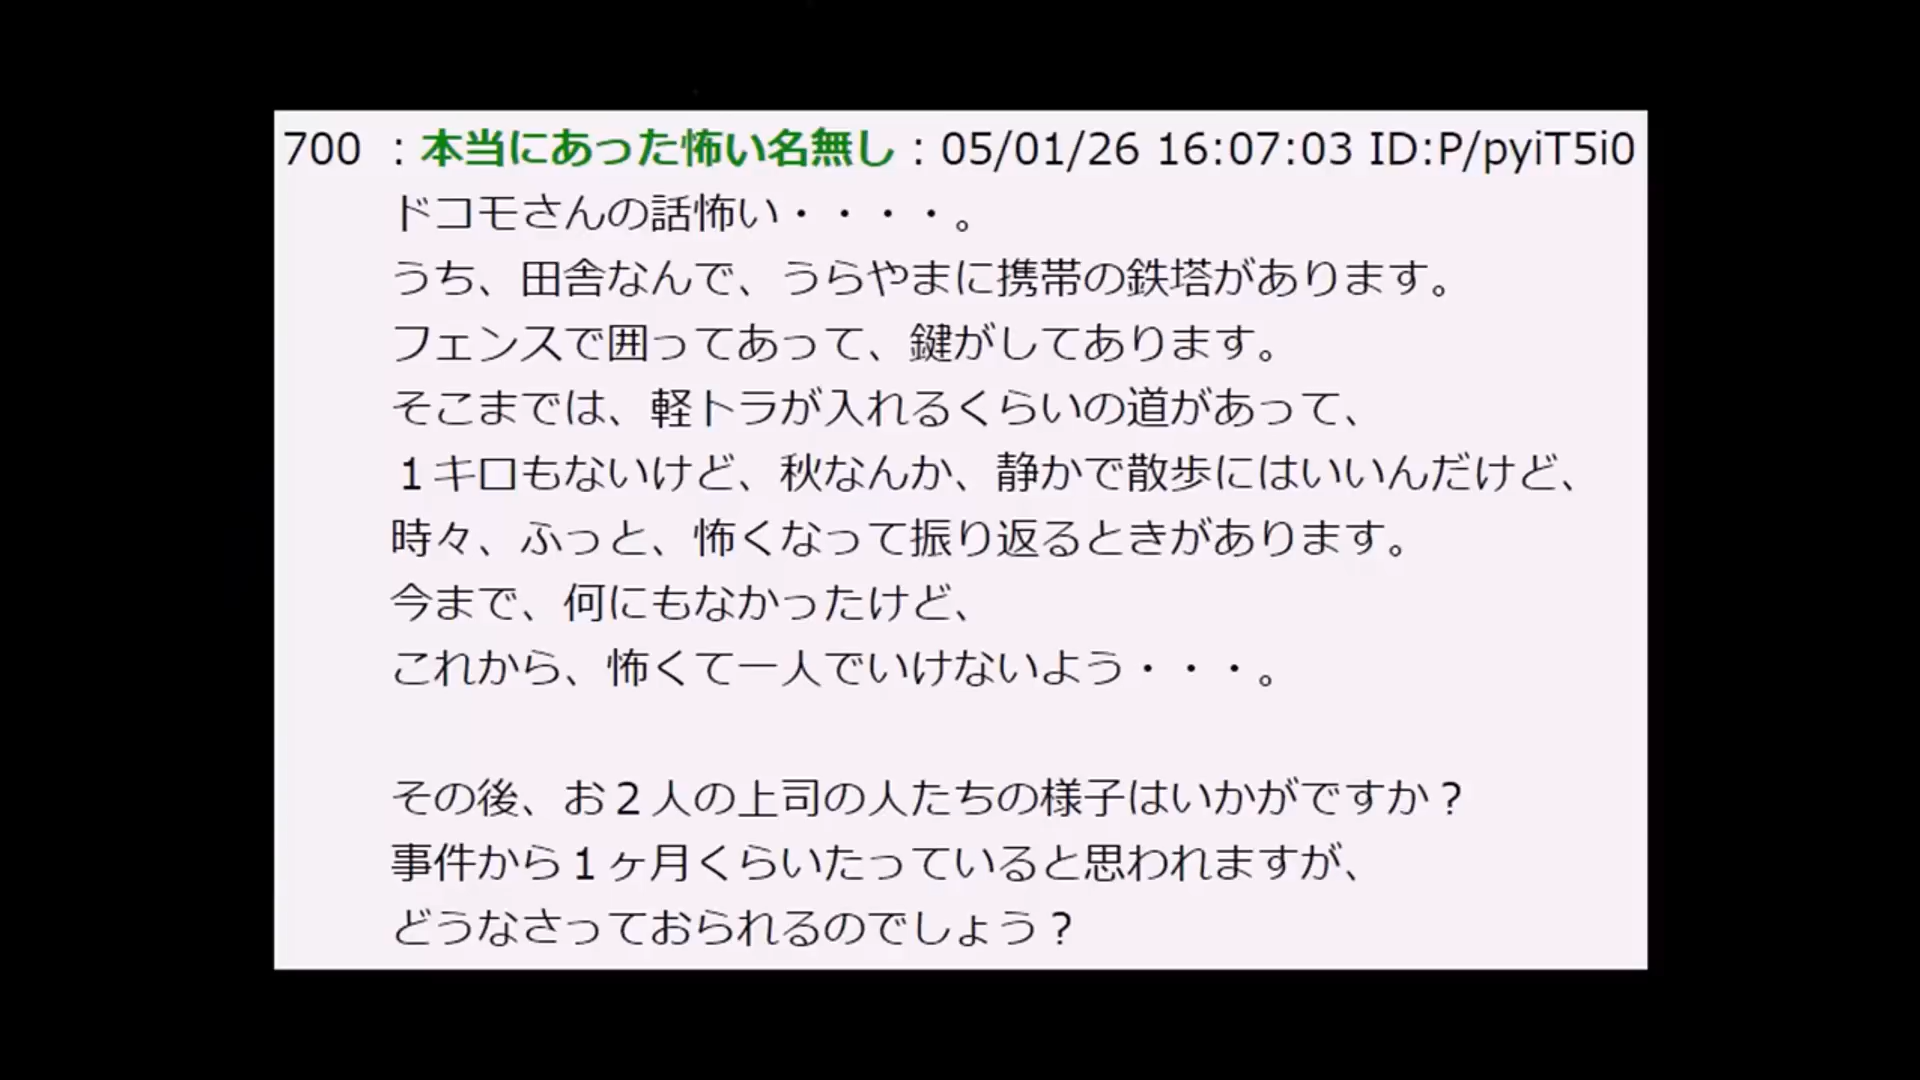 700 ：本当にあった怖い名無し：05/01/26 16:07:03 ID:P/pyiT5i0
ドコモさんの話怖い・・・・。
うち、田舎なんで、うらやまに携帯の鉄塔があります。
フェンスで囲ってあって、鍵がしてあります。
そこまでは、軽トラが入れるくらいの道があって、
１キロもないけど、秋なんか、静かで散歩にはいいんだけど、
時々、ふっと、怖くなって振り返るときがあります。
今まで、何にもなかったけど、
これから、怖くて一人でいけないよう・・・。
その後、お２人の上司の人たちの様子はいかがですか？
事件から１ヶ月くらいたっていると思われますが、
どうなさっておられるのでしょう？